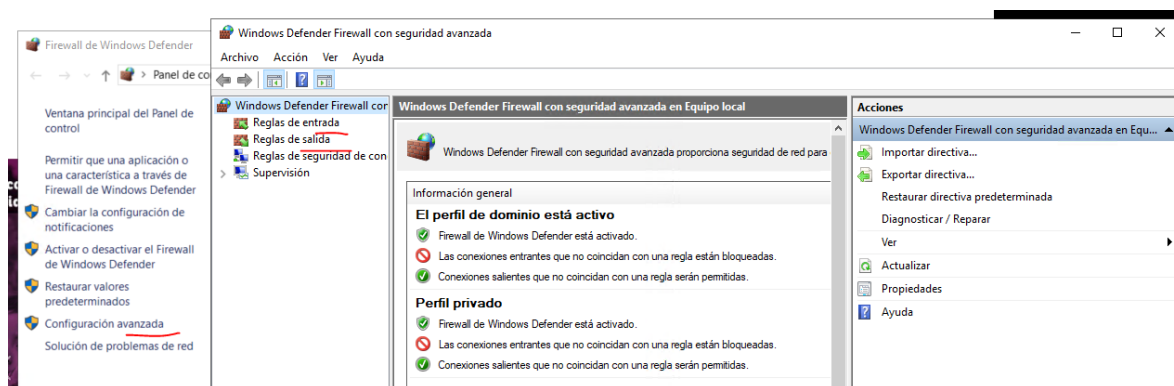 Firewall de Windows Defender
Panel de co
Ventana principal del Panel de
control
Permitir que una aplicación o
una característica a través de
Firewall de Windows Defender
Cambiar la configuración de
notificaciones
Activar o desactivar el Firewall
de Windows Defender
Restaurar valores
predeterminados
Configuración avanzada
Solución de problemas de red
Windows Defender Firewall con seguridad avanzada
Archivo Acción Ver Ayuda
Windows Defender Firewall cor
Reglas de entrada
Reglas de salida
Reglas de seguridad de con
Supervisión
Windows Defender Firewall con seguridad avanzada en Equipo local
Windows Defender Firewall con seguridad avanzada proporciona seguridad de red para
Información general
El perfil de dominio está activo
Firewall de Windows Defender está activado.
Las conexiones entrantes que no coincidan con una regla están bloqueadas.
Conexiones salientes que no coincidan con una regla serán permitidas.
Perfil privado
Firewall de Windows Defender está activado.
Las conexiones entrantes que no coincidan con una regla están bloqueadas.
Conexiones salientes que no coincidan con una regla serán permitidas.
Acciones
Windows Defender Firewall con seguridad avanzada en Equ...
Importar directiva...
Exportar directiva...
Restaurar directiva predeterminada
Diagnosticar / Reparar
Ver
Actualizar
Propiedades
Ayuda